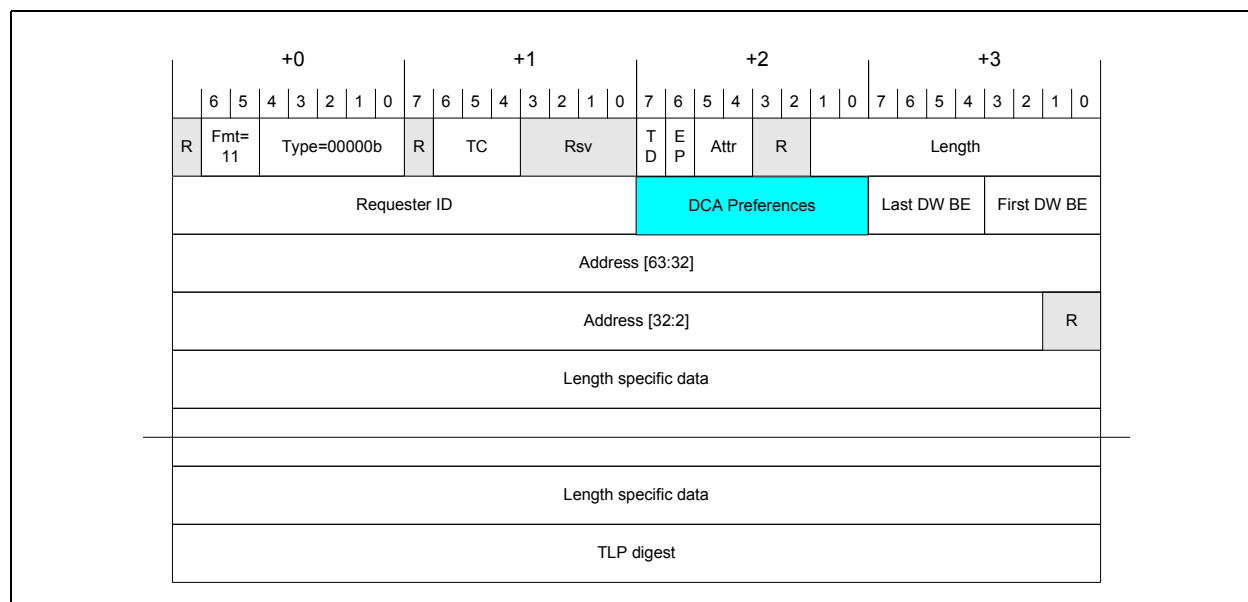 +0 +1 +2 +3
6 5 4 3 2 1 0 7 6 5 4 3 2 1 0 7 6 5 4 3 2 1 0 7 6 5 4 3 2 1 0
R Fmt= 11 Type=00000b R TC Rsv T D E P Attr R Length
Requester ID DCA Preferences Last DW BE First DW BE
Address [63:32]
Address [32:2] R
Length specific data
Length specific data
TLP digest